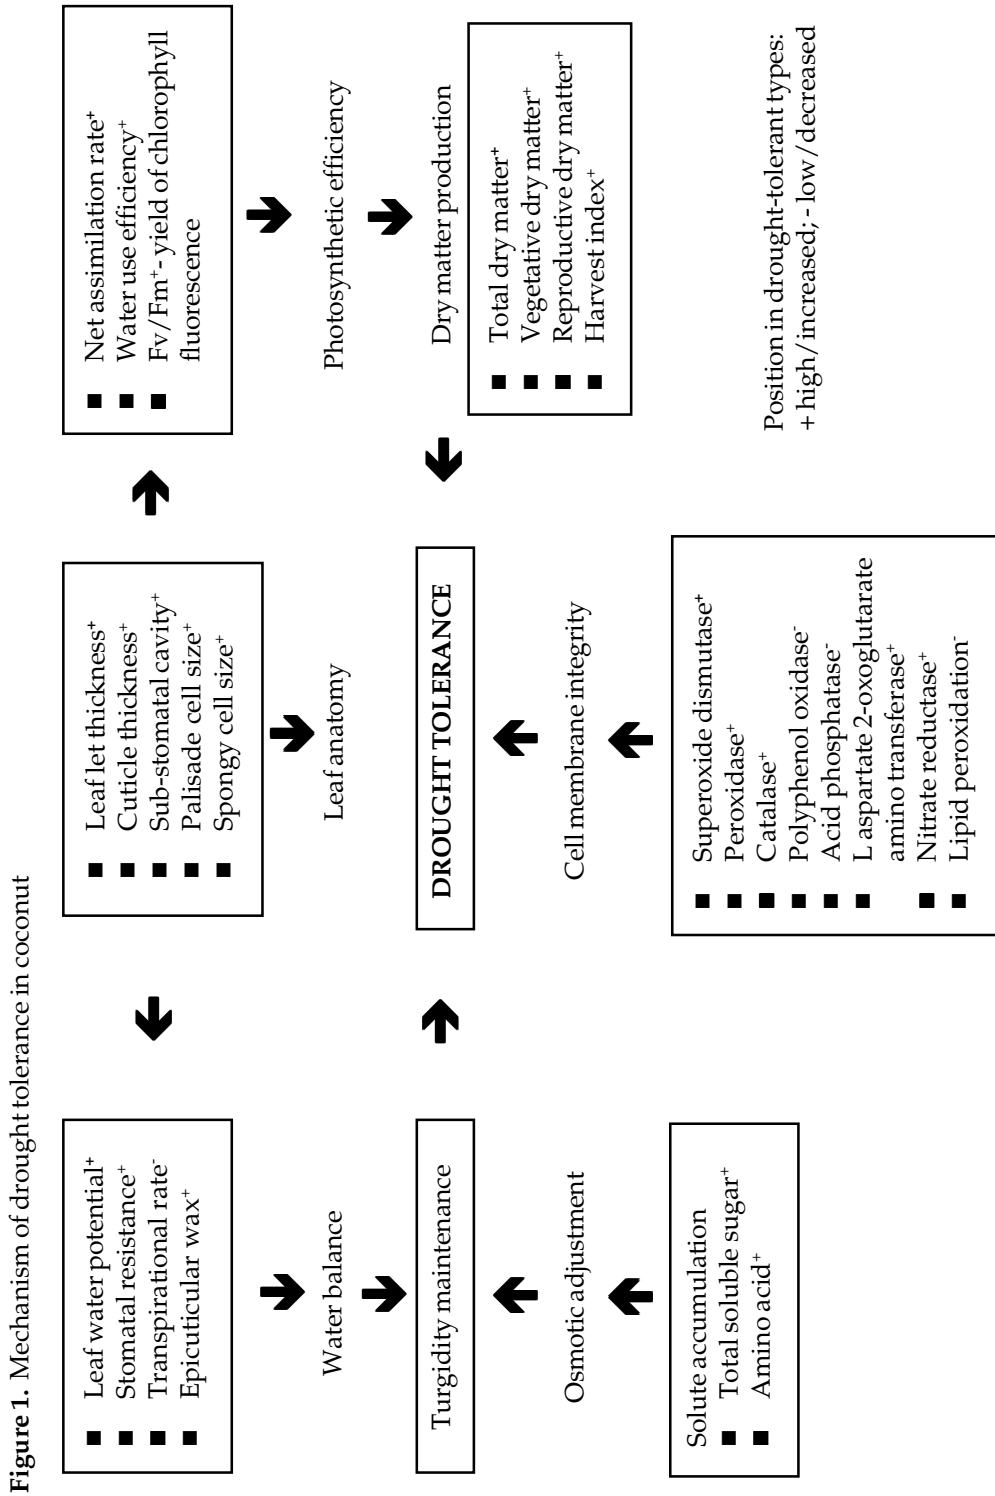 Figure 1. Mechanism of drought tolerance in coconut
■ Leaf water potential⁺
■ Stomatal resistance⁺
■ Transpirational rate⁻
■ Epicuticular wax⁺
■ Leaf let thickness⁺
■ Cuticle thickness⁺
■ Sub-stomatal cavity⁺
■ Palisade cell size⁺
■ Spongy cell size⁺
■ Net assimilation rate⁺
■ Water use efficiency⁺
■ Fv/Fm⁺- yield of chlorophyll
fluorescence
Water balance
Leaf anatomy
Photosynthetic efficiency
Turgidity maintenance
DROUGHT TOLERANCE
Dry matter production
■ Total dry matter⁺
■ Vegetative dry matter⁺
■ Reproductive dry matter⁺
■ Harvest index⁺
Osmotic adjustment
Cell membrane integrity
Solute accumulation
■ Total soluble sugar⁺
■ Amino acid⁺
■ Superoxide dismutase⁺
■ Peroxidase⁺
■ Catalase⁺
■ Polyphenol oxidase⁻
■ Acid phosphatase⁻
■ L aspartate 2-oxoglutarate
amino transferase⁺
■ Nitrate reductase⁺
■ Lipid peroxidation⁻
Position in drought-tolerant types:
+ high/increased; - low/decreased